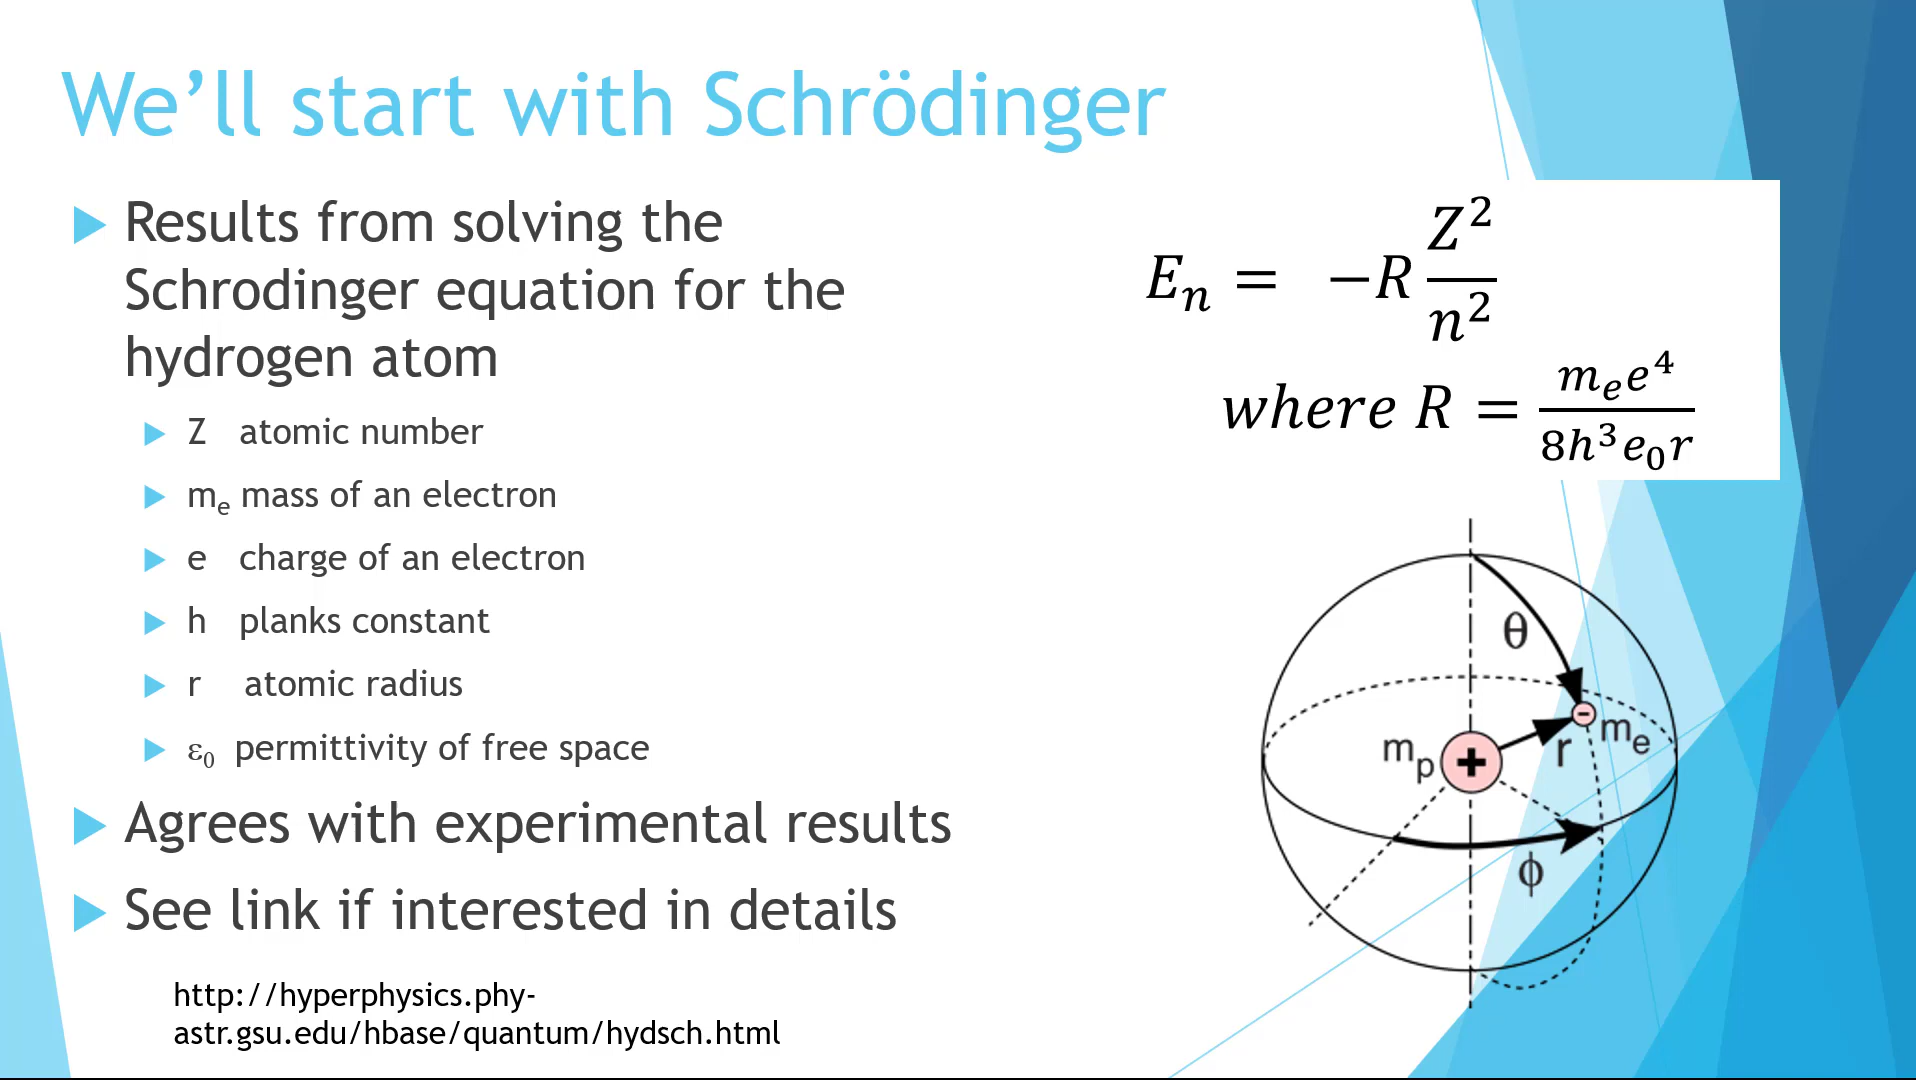 We’ll start with Schrödinger
Results from solving the
Schrodinger equation for the
hydrogen atom
Z atomic number
mₑ mass of an electron
e charge of an electron
h planks constant
r atomic radius
ε₀ permittivity of free space
Agrees with experimental results
See link if interested in details
http://hyperphysics.phy-
astr.gsu.edu/hbase/quantum/hydsch.html
Eₙ = −R Z²/n²
where R = mₑe⁴/8h³e₀r
θ
mₚ + r - mₑ
ϕ